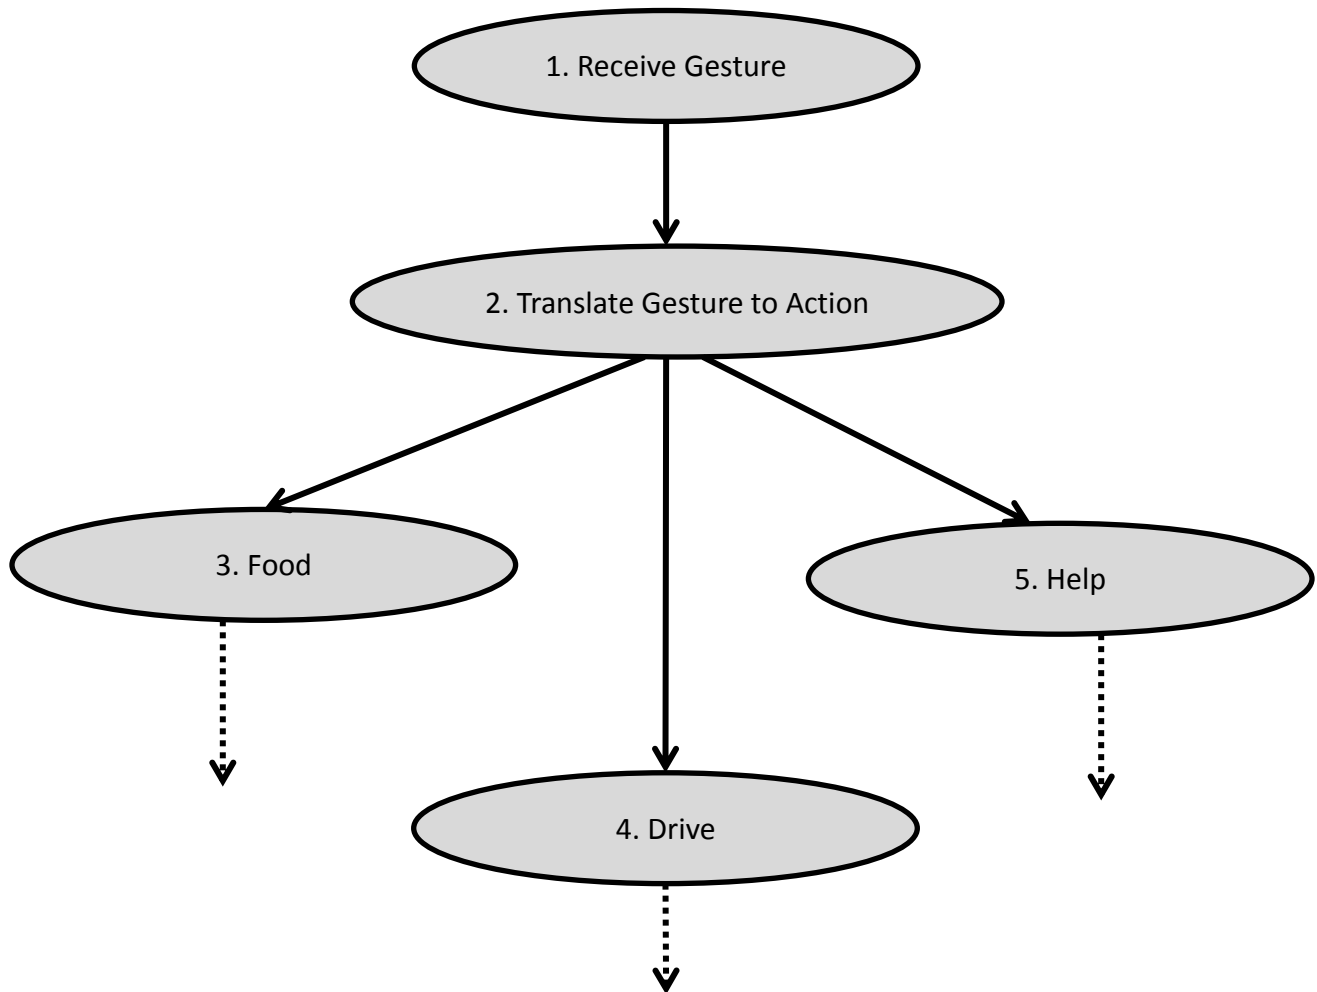 1. Receive Gesture
2. Translate Gesture to Action
3. Food
5. Help
4. Drive